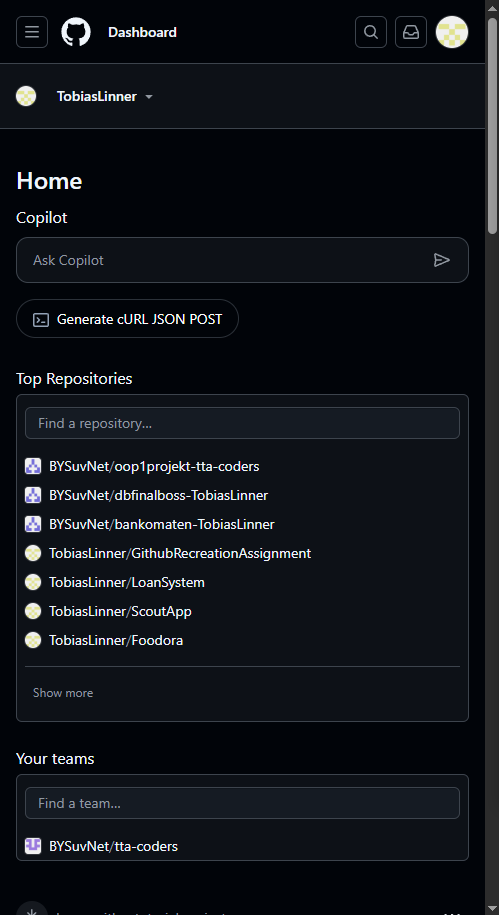 Dashboard
TobiasLinner
Home
Copilot
Ask Copilot
Generate cURL JSON POST
Top Repositories
Find a repository...
BYSuvNet/oop1projekt-tta-coders
BYSuvNet/dbfinalboss-TobiasLinner
BYSuvNet/bankomaten-TobiasLinner
TobiasLinner/GithubRecreationAssignment
TobiasLinner/LoanSystem
TobiasLinner/ScoutApp
TobiasLinner/Foodora
Show more
Your teams
Find a team...
BYSuvNet/tta-coders